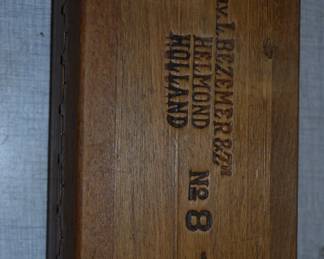 L. BEZEMER & Zn
HELMOND
HOLLAND
No 8